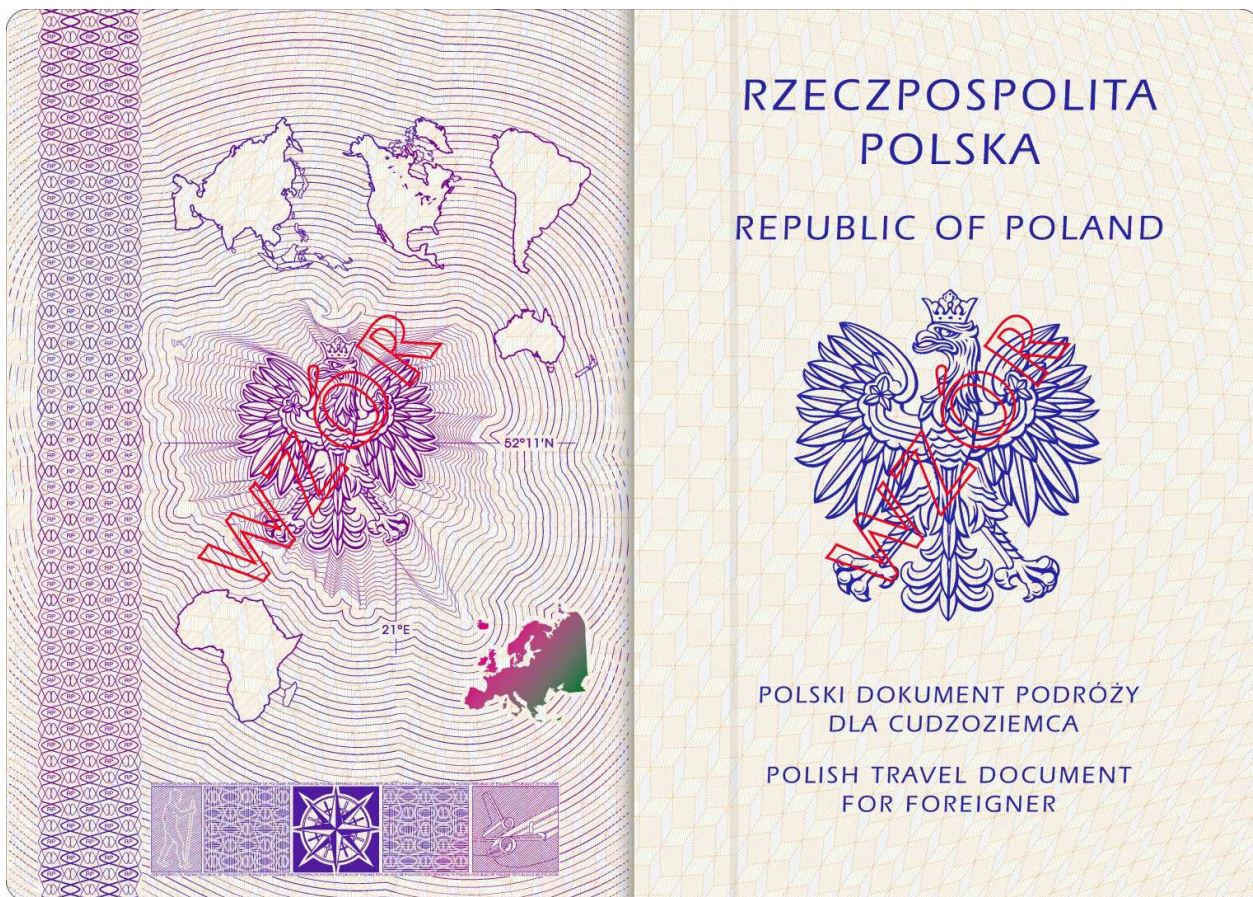 52°11'N
21°E
WZÓR
RZECZPOSPOLITA
POLSKA
REPUBLIC OF POLAND
WZÓR
POLSKI DOKUMENT PODRÓŻY
DLA CUDZOZIEMCA
POLISH TRAVEL DOCUMENT
FOR FOREIGNER